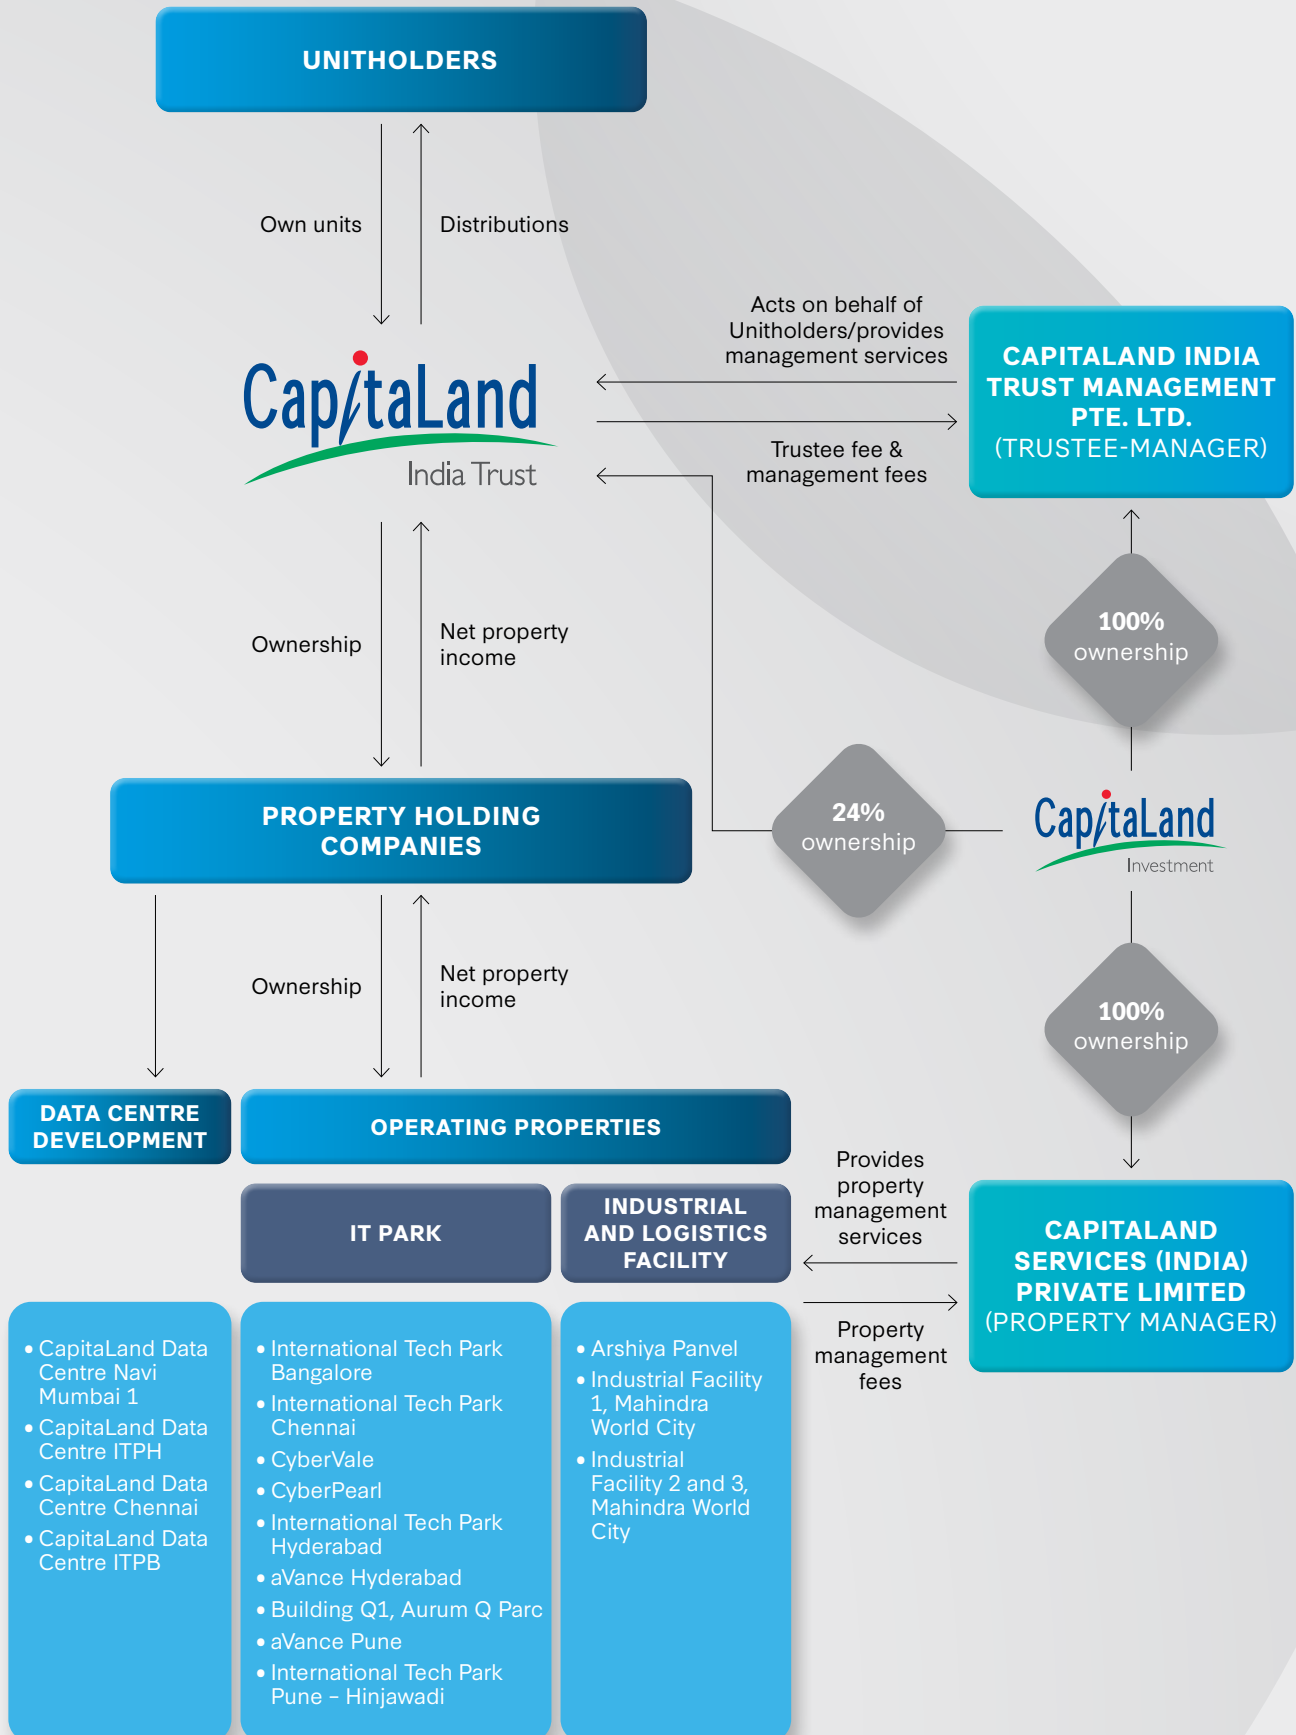 UNITHOLDERS
Own units
Distributions
CapitaLand
India Trust
Acts on behalf of
Unitholders/provides
management services
Trustee fee &
management fees
CAPITALAND INDIA
TRUST MANAGEMENT
PTE. LTD.
(TRUSTEE-MANAGER)
100%
ownership
Ownership
Net property
income
24%
ownership
CapitaLand
Investment
PROPERTY HOLDING
COMPANIES
100%
ownership
Ownership
Net property
income
DATA CENTRE
DEVELOPMENT
OPERATING PROPERTIES
IT PARK
INDUSTRIAL
AND LOGISTICS
FACILITY
Provides
property
management
services
Property
management
fees
CAPITALAND
SERVICES (INDIA)
PRIVATE LIMITED
(PROPERTY MANAGER)
• CapitaLand Data
Centre Navi
Mumbai 1
• CapitaLand Data
Centre ITPH
• CapitaLand Data
Centre Chennai
• CapitaLand Data
Centre ITPB
• International Tech Park
Bangalore
• International Tech Park
Chennai
• CyberVale
• CyberPearl
• International Tech Park
Hyderabad
• aVance Hyderabad
• Building Q1, Aurum Q Parc
• aVance Pune
• International Tech Park
Pune – Hinjawadi
• Arshiya Panvel
• Industrial Facility
1, Mahindra
World City
• Industrial
Facility 2 and 3,
Mahindra World
City